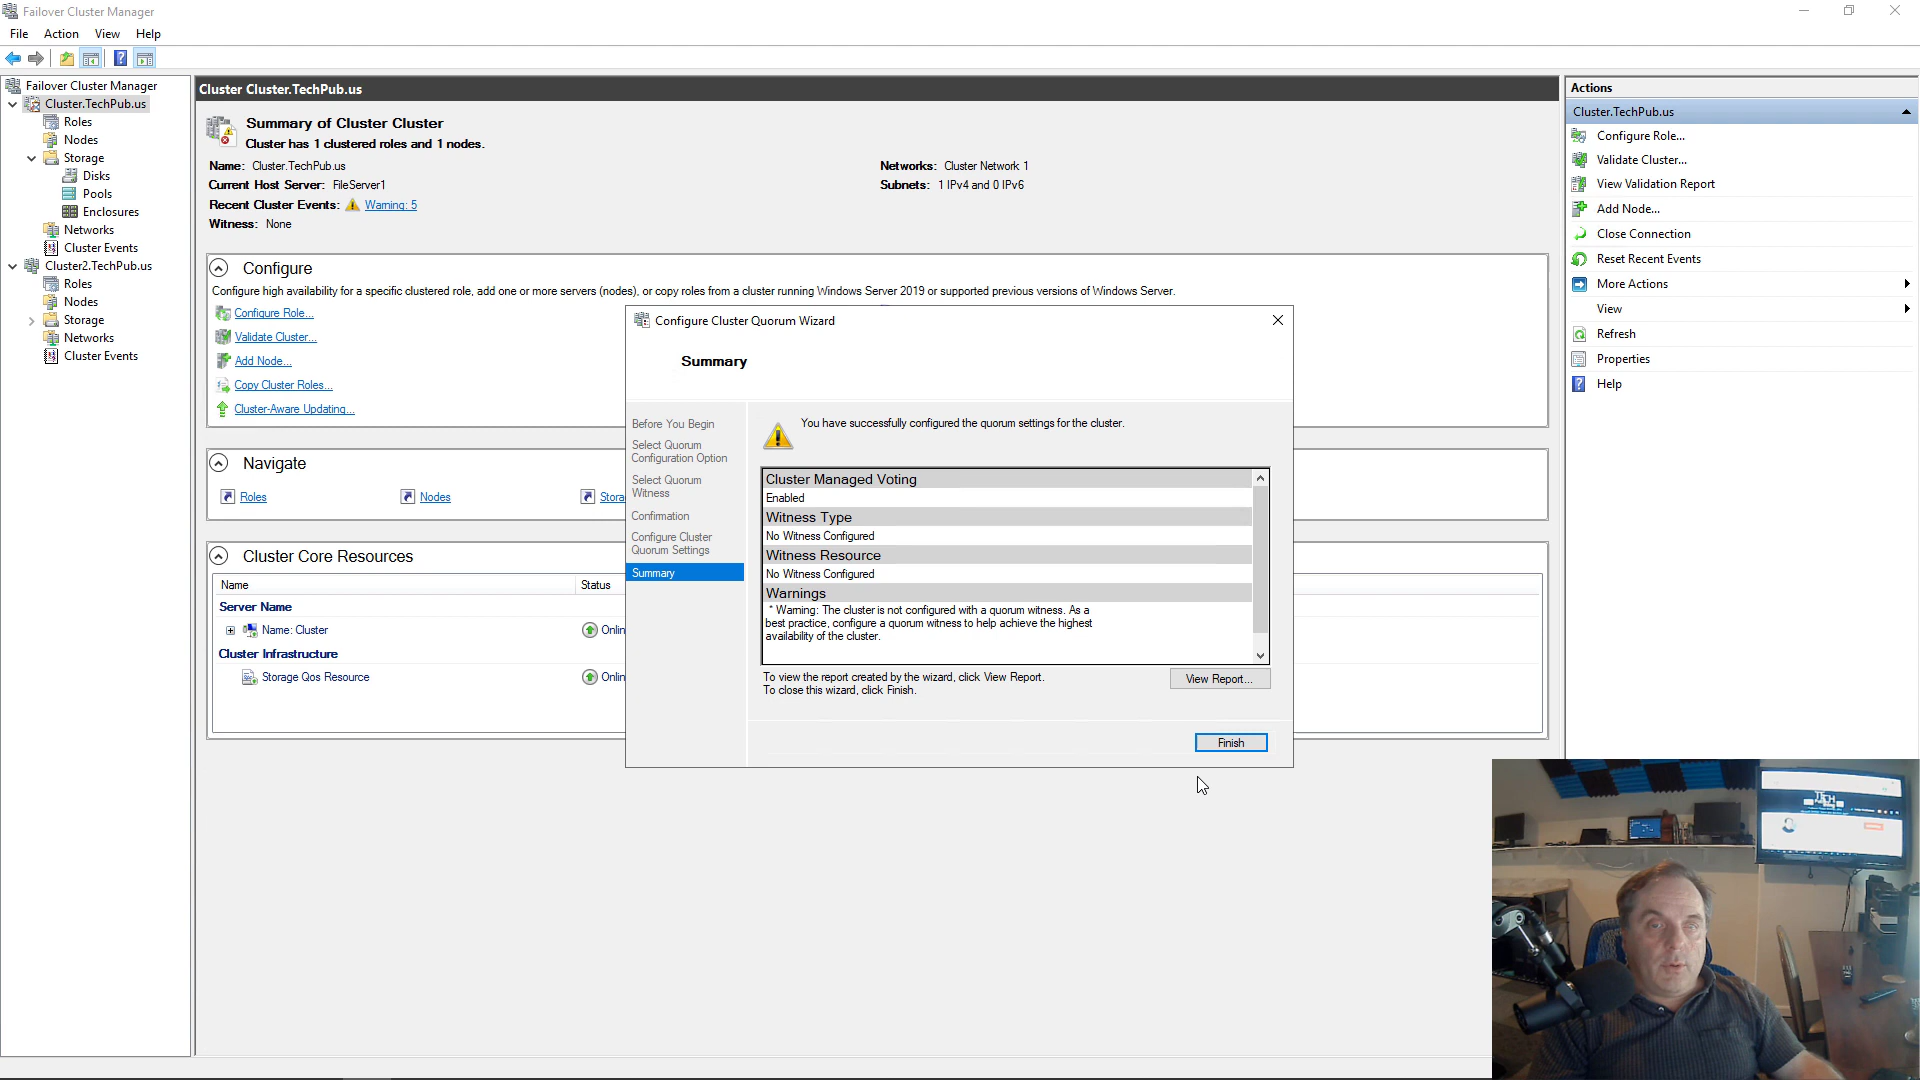 Failover Cluster Manager
File Action View Help
Failover Cluster Manager
Cluster.TechPub.us
Roles
Nodes
Storage
Disks
Pools
Enclosures
Networks
Cluster Events
Cluster2.TechPub.us
Roles
Nodes
Storage
Networks
Cluster Events
Cluster Cluster.TechPub.us
Summary of Cluster Cluster
Cluster has 1 clustered roles and 1 nodes.
Name: Cluster.TechPub.us
Networks: Cluster Network 1
Current Host Server: FileServer1
Subnets: 1 IPv4 and 0 IPv6
Recent Cluster Events: Warning: 5
Witness: None
Configure
Configure high availability for a specific clustered role, add one or more servers (nodes), or copy roles from a cluster running Windows Server 2019 or supported previous versions of Windows Server.
Configure Role...
Validate Cluster...
Add Node...
Copy Cluster Roles...
Cluster-Aware Updating...
Navigate
Roles
Nodes
Stora
Cluster Core Resources
Name Status
Server Name
Name: Cluster Onlin
Cluster Infrastructure
Storage Qos Resource Onlin
Configure Cluster Quorum Wizard
Summary
Before You Begin
Select Quorum
Configuration Option
Select Quorum
Witness
Confirmation
Configure Cluster
Quorum Settings
Summary
You have successfully configured the quorum settings for the cluster.
Cluster Managed Voting
Enabled
Witness Type
No Witness Configured
Witness Resource
No Witness Configured
Warnings
* Warning: The cluster is not configured with a quorum witness. As a
best practice, configure a quorum witness to help achieve the highest
availability of the cluster.
To view the report created by the wizard, click View Report.
To close this wizard, click Finish.
View Report...
Finish
Actions
Cluster.TechPub.us
Configure Role...
Validate Cluster...
View Validation Report
Add Node...
Close Connection
Reset Recent Events
More Actions
View
Refresh
Properties
Help
TECH